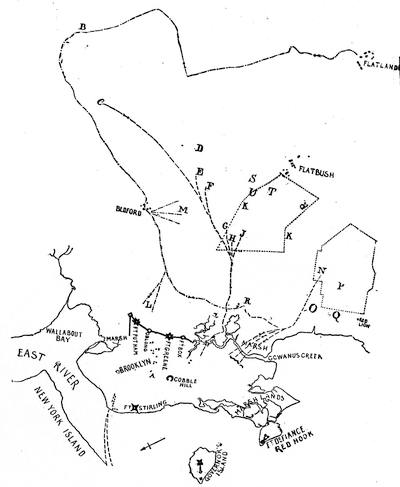 B
FLATLAND
C
D
E
F
S
U T
FLATBUSH
K
BEDFORD
M
G
H
J
K
N
P
L
R
O
Q
RED LION
WALLABOUT BAY
MARSH
FT PUTNAM
FT GREENE
BROOKLYN
COBBLE HILL
MARSH
GOWANUS CREEK
EAST RIVER
NEW YORK ISLAND
FT STIRLING
MARSH LANDS
FT DEFIANCE
RED HOOK
GOVERNOR'S ISLAND